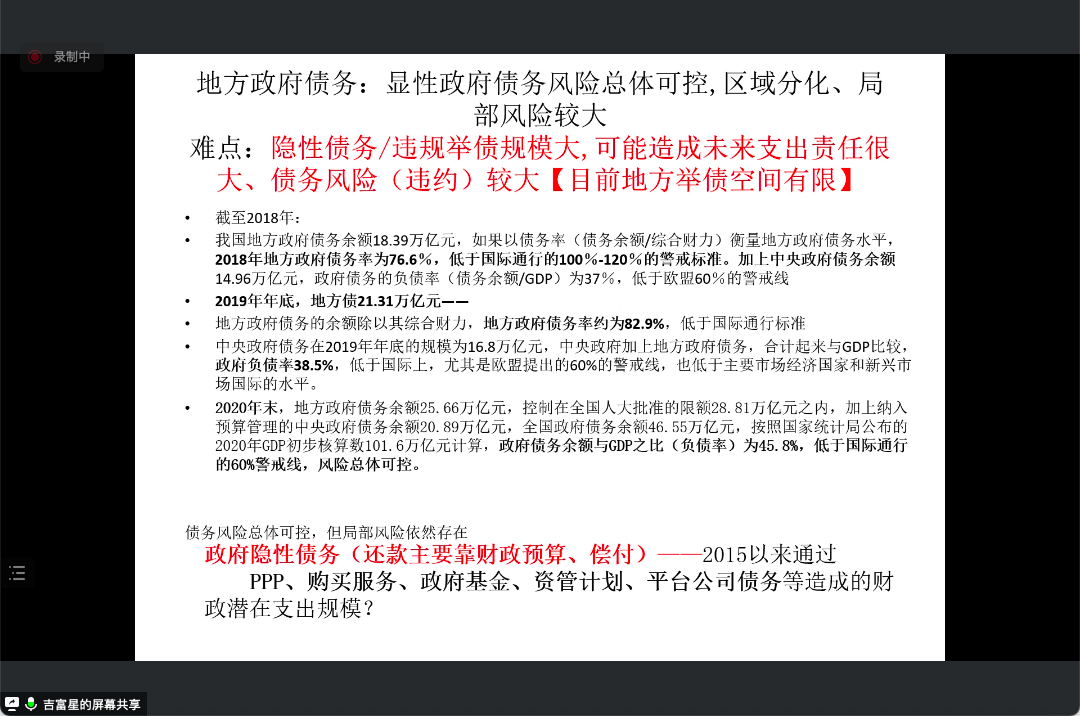 录制中
地方政府债务：显性政府债务风险总体可控,区域分化、局
部风险较大
难点：隐性债务/违规举债规模大,可能造成未来支出责任很
大、债务风险（违约）较大【目前地方举债空间有限】
• 截至2018年：
• 我国地方政府债务余额18.39万亿元，如果以债务率（债务余额/综合财力）衡量地方政府债务水平，
2018年地方政府债务率为76.6%，低于国际通行的100%-120%的警戒标准。加上中央政府债务余额
14.96万亿元，政府债务的负债率（债务余额/GDP）为37%，低于欧盟60%的警戒线
• 2019年年底，地方债21.31万亿元——
• 地方政府债务的余额除以其综合财力，地方政府债务率约为82.9%，低于国际通行标准
• 中央政府债务在2019年年底的规模为16.8万亿元，中央政府加上地方政府债务，合计起来与GDP比较，
政府负债率38.5%，低于国际上，尤其是欧盟提出的60%的警戒线，也低于主要市场经济国家和新兴市
场国际的水平。
• 2020年末，地方政府债务余额25.66万亿元，控制在全国人大批准的限额28.81万亿元之内，加上纳入
预算管理的中央政府债务余额20.89万亿元，全国政府债务余额46.55万亿元，按照国家统计局公布的
2020年GDP初步核算数101.6万亿元计算，政府债务余额与GDP之比（负债率）为45.8%，低于国际通行
的60%警戒线，风险总体可控。
债务风险总体可控，但局部风险依然存在
政府隐性债务（还款主要靠财政预算、偿付）——2015以来通过
PPP、购买服务、政府基金、资管计划、平台公司债务等造成的财
政潜在支出规模？
吉富星的屏幕共享